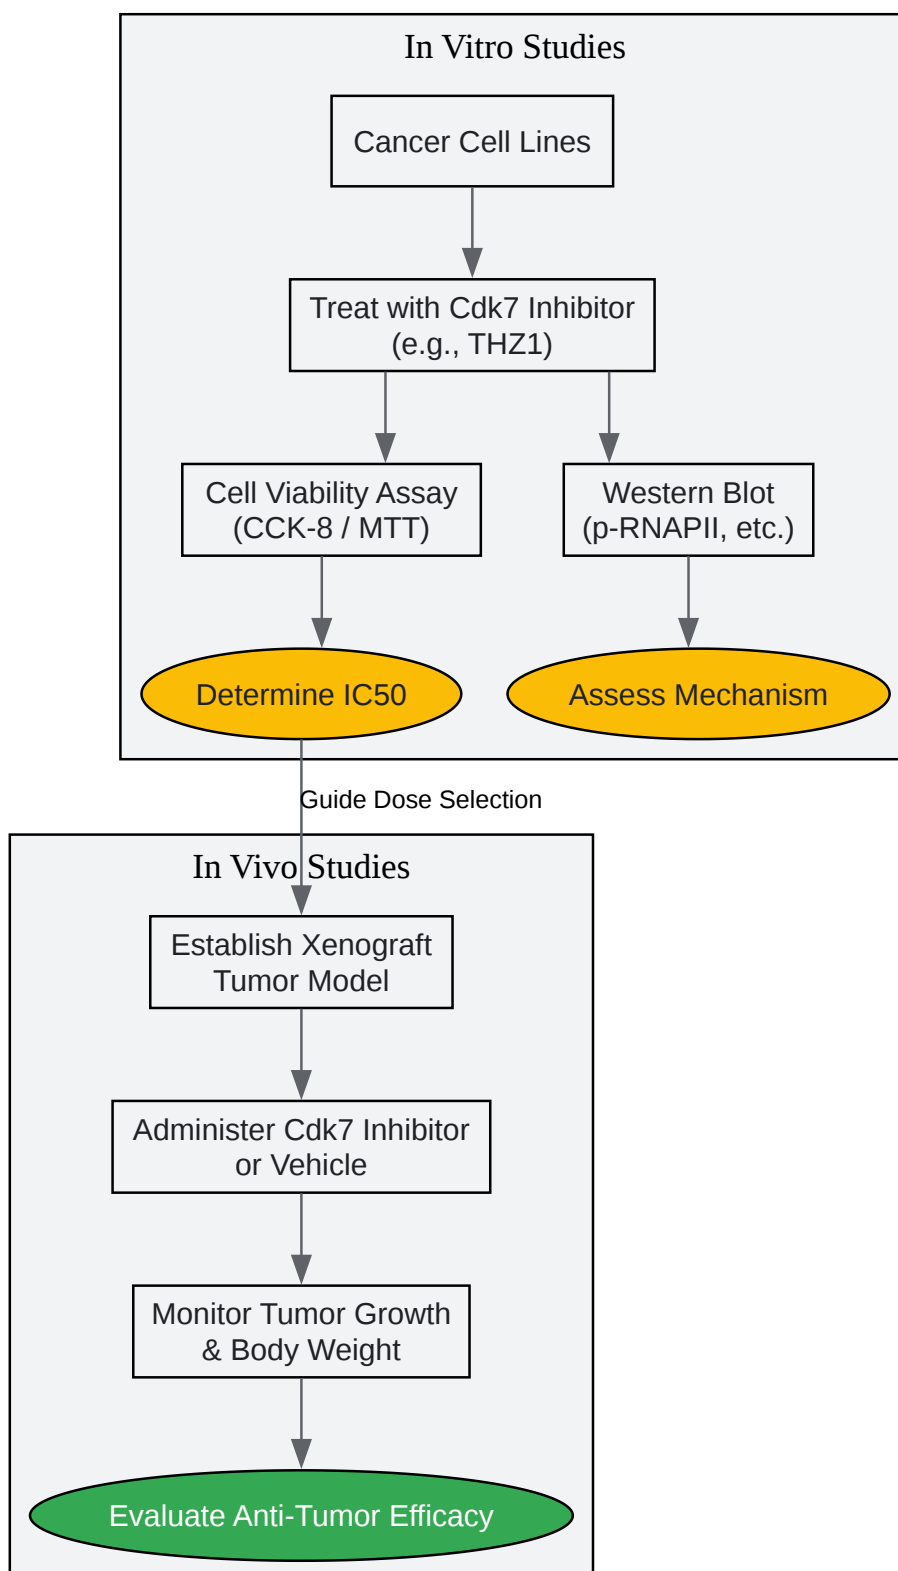 In Vitro Studies
Cancer Cell Lines
Treat with Cdk7 Inhibitor
(e.g., THZ1)
Cell Viability Assay
(CCK-8 / MTT)
Western Blot
(p-RNAPII, etc.)
Determine IC50
Assess Mechanism
Guide Dose Selection
In Vivo Studies
Establish Xenograft
Tumor Model
Administer Cdk7 Inhibitor
or Vehicle
Monitor Tumor Growth
& Body Weight
Evaluate Anti-Tumor Efficacy